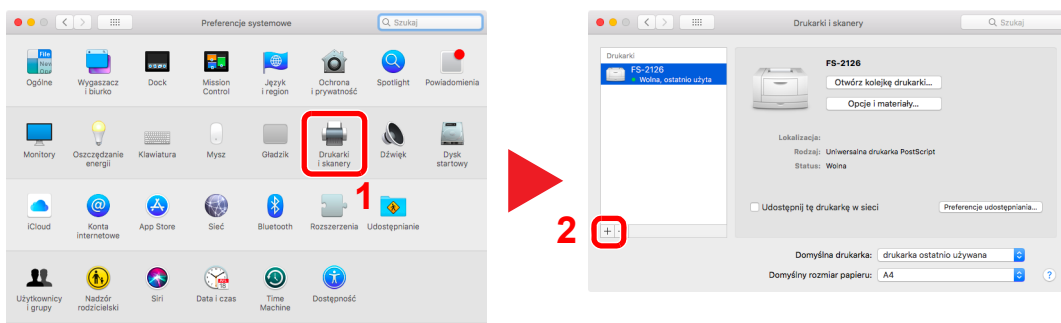 Preferencje systemowe
Szukaj
File
Ogólne
Wygaszacz
i biurko
Dock
Mission
Control
Język
i region
Ochrona
i prywatność
Spotlight
Powiadomienia
Monitory
Oszczędzanie
energii
Klawiatura
Mysz
Gładzik
Drukarki
i skanery
Dźwięk
Dysk
startowy
1
iCloud
Konta
internetowe
App Store
Sieć
Bluetooth
Rozszerzenia
Udostępnianie
Użytkownicy
i grupy
Nadzór
rodzicielski
Siri
Data i czas
Time
Machine
Dostępność
Drukarki i skanery
Szukaj
Drukarki
FS-2126
Wolna, ostatnio użyta
FS-2126
Otwórz kolejkę drukarki...
Opcje i materiały...
Lokalizacja:
Rodzaj: Uniwersalna drukarka PostScript
Status: Wolna
Udostępnij tę drukarkę w sieci
Preferencje udostępniania...
2
+ -
Domyślna drukarka: drukarka ostatnio używana
Domyślny rozmiar papieru: A4
?